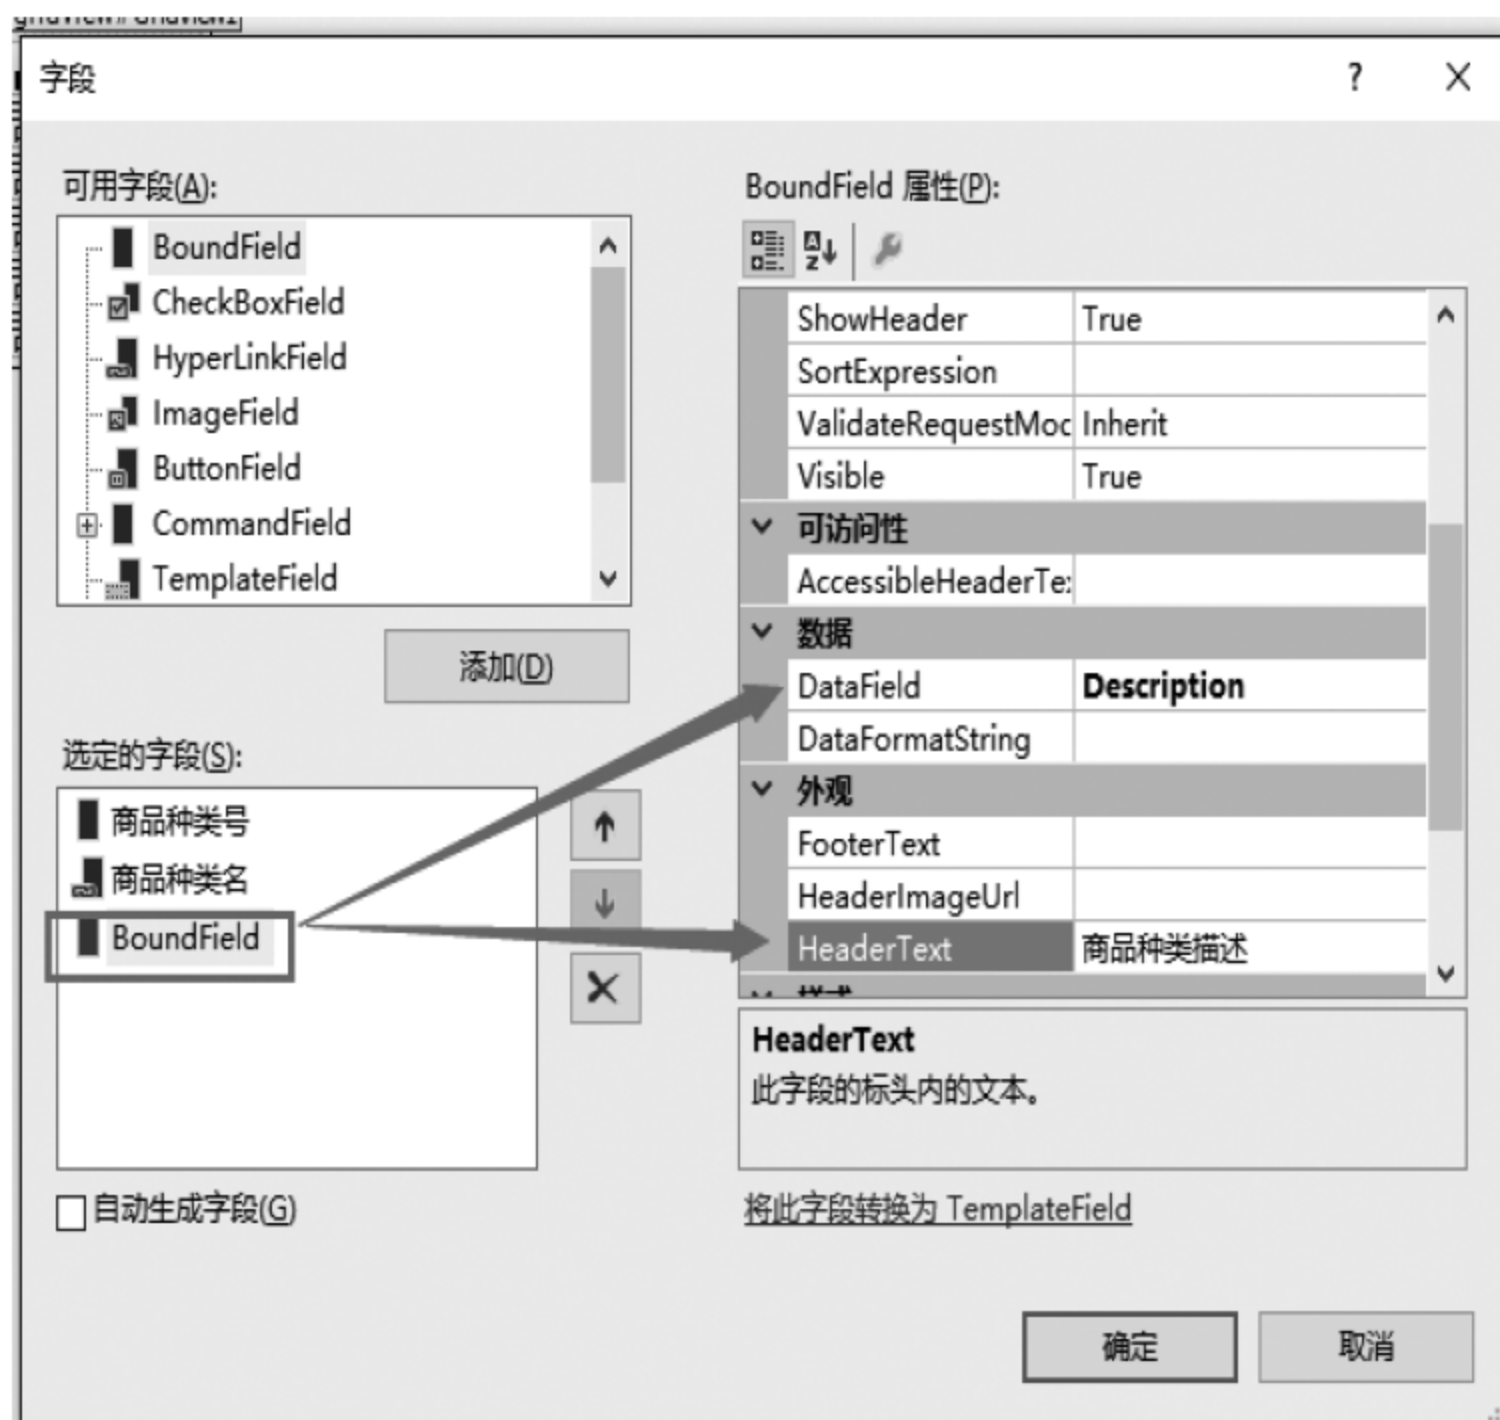 字段
?
可用字段(A):
BoundField
CheckBoxField
HyperLinkField
ImageField
ButtonField
CommandField
TemplateField
添加(D)
选定的字段(S):
商品种类号
商品种类名
BoundField
自动生成字段(G)
BoundField 属性(P):
ShowHeader True
SortExpression
ValidateRequestMoc Inherit
Visible True
可访问性
AccessibleHeaderTe
数据
DataField Description
DataFormatString
外观
FooterText
HeaderImageUrl
HeaderText 商品种类描述
HeaderText
此字段的标头内的文本。
将此字段转换为 TemplateField
确定
取消